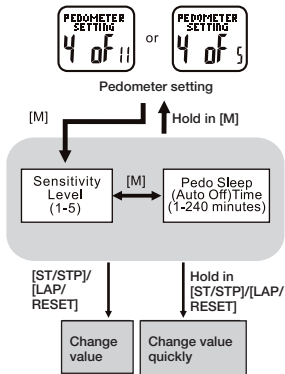 PEDOMETER
SETTING
4 oF 11
or
PEDOMETER
SETTING
4 oF 5
Pedometer setting
[M]
Hold in [M]
Sensitivity
Level
(1-5)
[M]
Pedo Sleep
(Auto Off)Time
(1-240 minutes)
[ST/STP]/
[LAP/
RESET]
Hold in
[ST/STP]/[LAP/
RESET]
Change
value
Change value
quickly